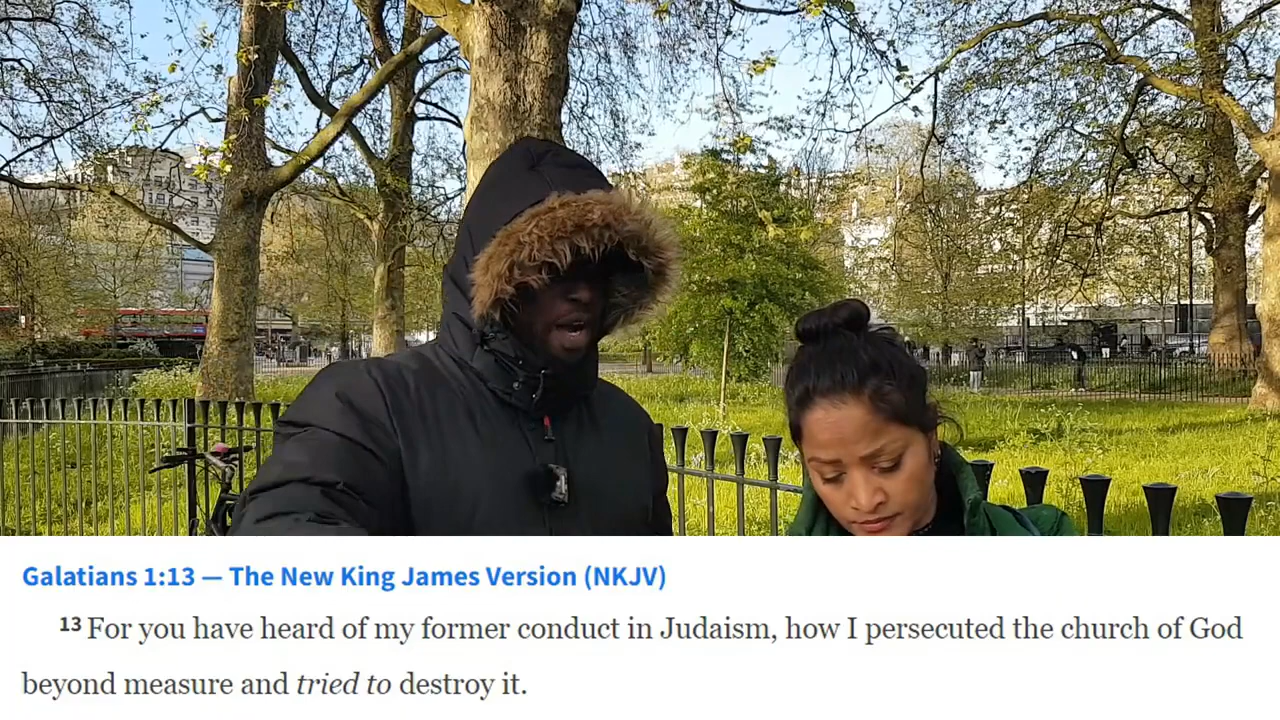 Galatians 1:13 — The New King James Version (NKJV)
13 For you have heard of my former conduct in Judaism, how I persecuted the church of God
beyond measure and tried to destroy it.